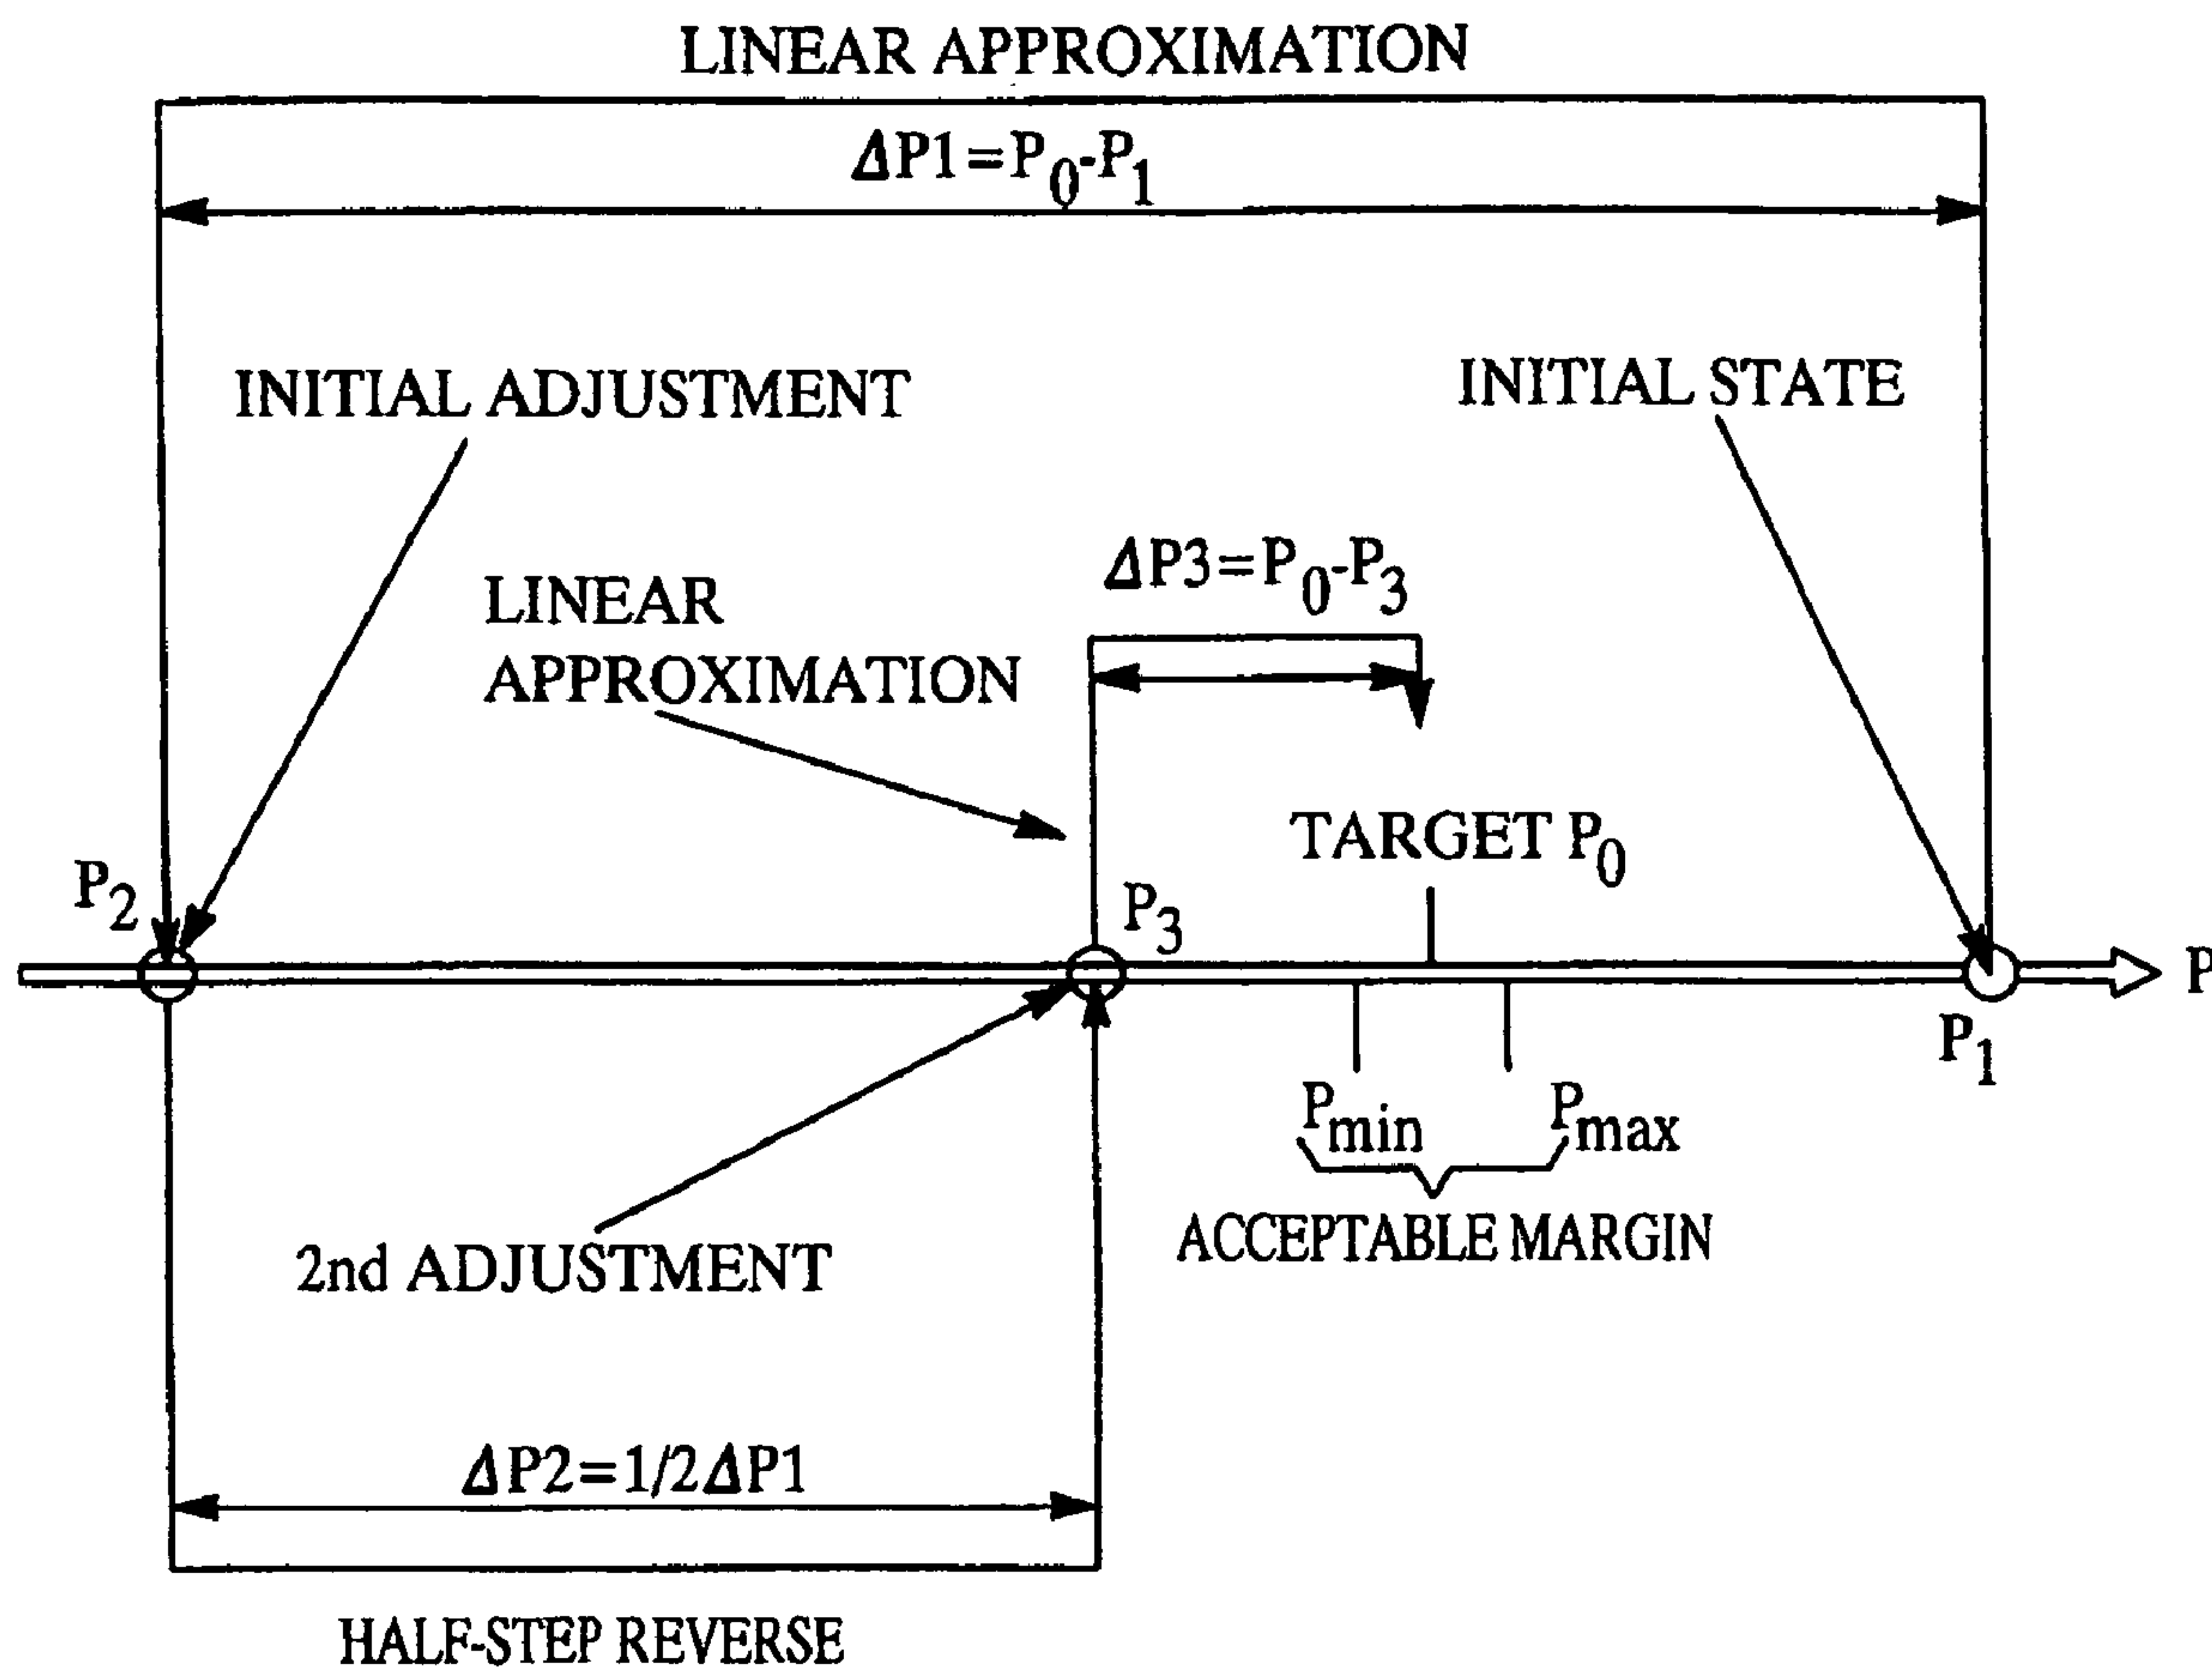 LINEAR APPROXIMATION
ΔP1=P₀-P₁
INITIAL ADJUSTMENT
INITIAL STATE
ΔP3=P₀-P₃
LINEAR
APPROXIMATION
TARGET P₀
P₂
P₃
P
P₁
Pmin
Pmax
ACCEPTABLE MARGIN
2nd ADJUSTMENT
ΔP2=1/2ΔP1
HALF-STEP REVERSE